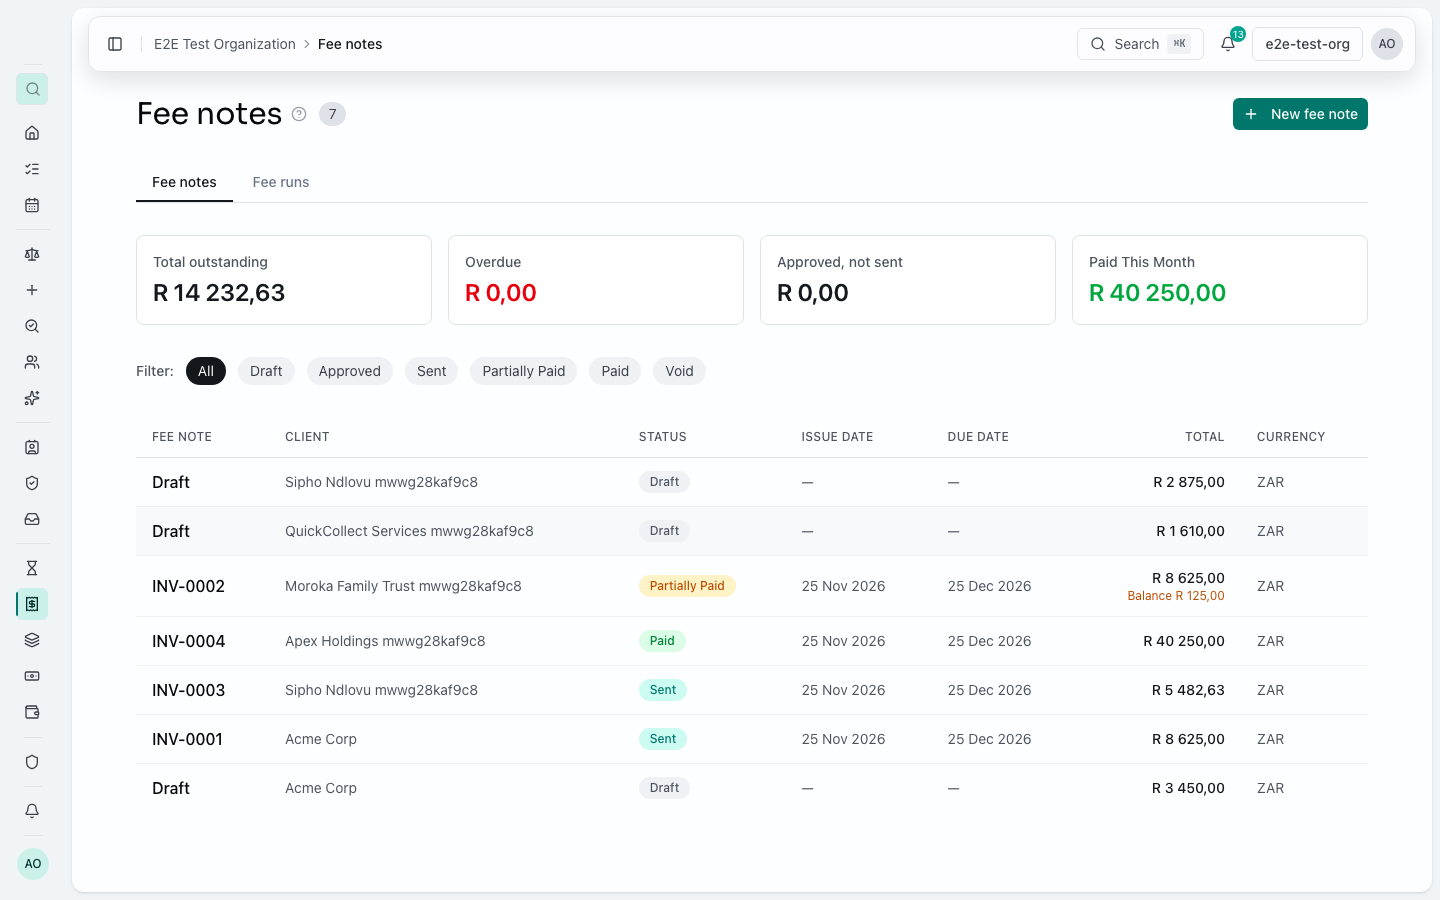 E2E Test Organization > Fee notes
Search ⌘K
13
e2e-test-org
AO
Fee notes 7
New fee note
Fee notes
Fee runs
Total outstanding
R 14 232,63
Overdue
R 0,00
Approved, not sent
R 0,00
Paid This Month
R 40 250,00
Filter: All Draft Approved Sent Partially Paid Paid Void
FEE NOTE CLIENT STATUS ISSUE DATE DUE DATE TOTAL CURRENCY
Draft Sipho Ndlovu mwwg28kaf9c8 Draft — — R 2 875,00 ZAR
Draft QuickCollect Services mwwg28kaf9c8 Draft — — R 1 610,00 ZAR
INV-0002 Moroka Family Trust mwwg28kaf9c8 Partially Paid 25 Nov 2026 25 Dec 2026 R 8 625,00 ZAR
Balance R 125,00
INV-0004 Apex Holdings mwwg28kaf9c8 Paid 25 Nov 2026 25 Dec 2026 R 40 250,00 ZAR
INV-0003 Sipho Ndlovu mwwg28kaf9c8 Sent 25 Nov 2026 25 Dec 2026 R 5 482,63 ZAR
INV-0001 Acme Corp Sent 25 Nov 2026 25 Dec 2026 R 8 625,00 ZAR
Draft Acme Corp Draft — — R 3 450,00 ZAR
AO